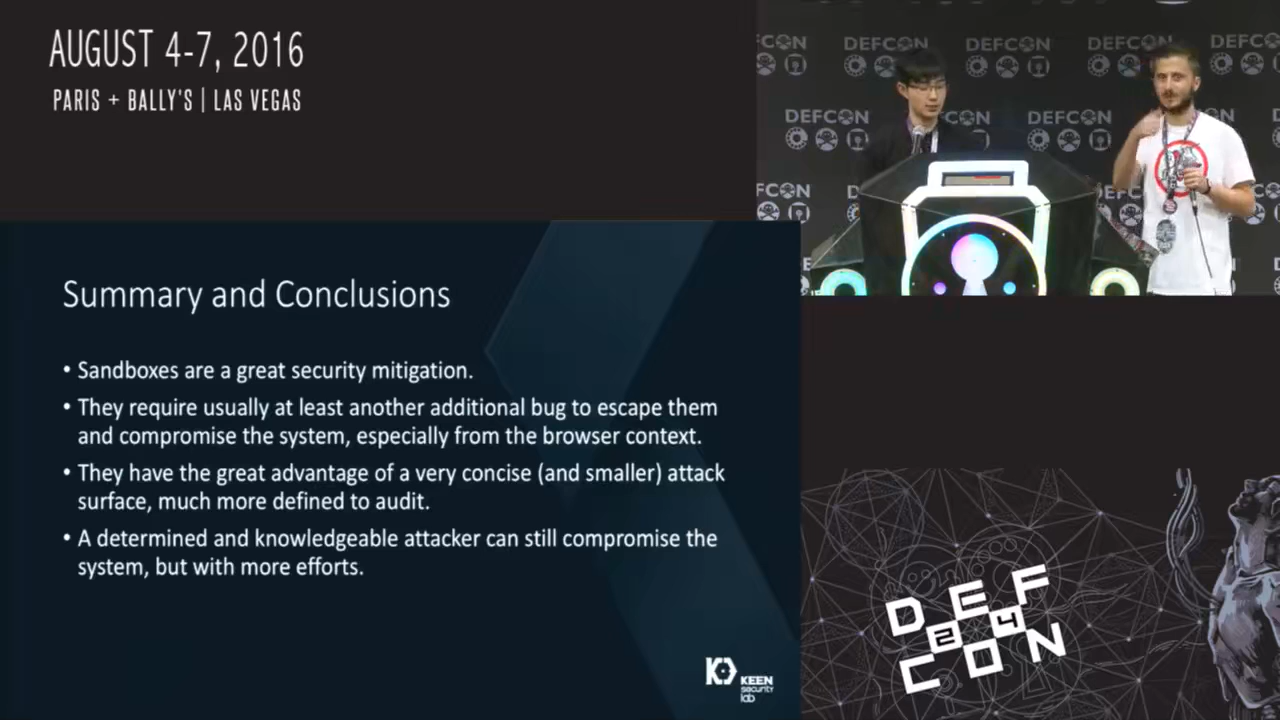 AUGUST 4-7, 2016
PARIS + BALLY'S | LAS VEGAS
DEFCON DEFCON DEFCON DEFCON DEFCON
DEFCON CON DEFCON
DEFCON
Summary and Conclusions
• Sandboxes are a great security mitigation.
• They require usually at least another additional bug to escape them
and compromise the system, especially from the browser context.
• They have the great advantage of a very concise (and smaller) attack
surface, much more defined to audit.
• A determined and knowledgeable attacker can still compromise the
system, but with more efforts.
KEEN
security
lab
DEF
24
CON